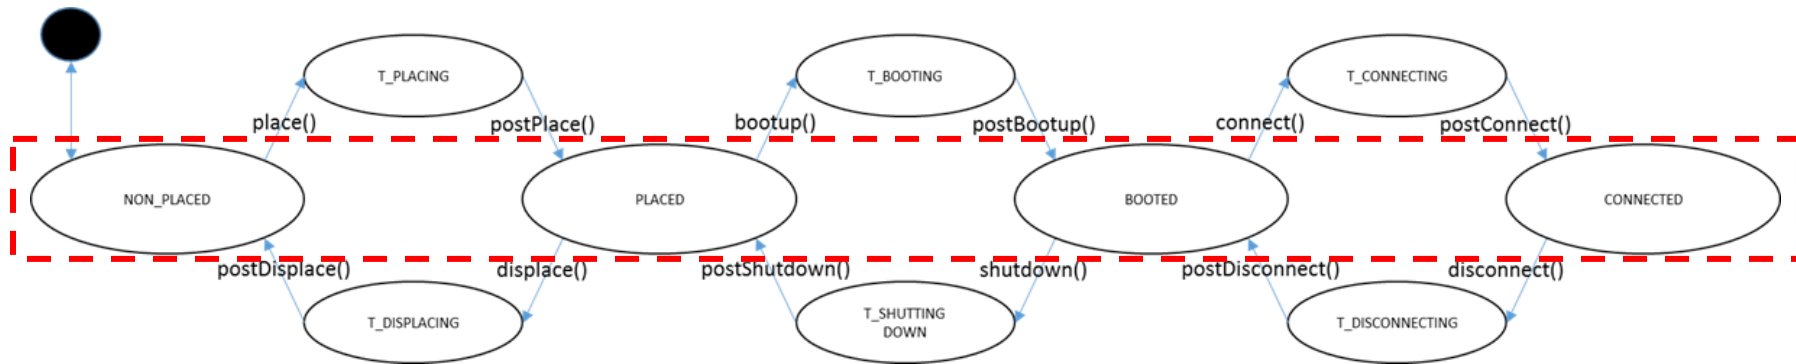 T_PLACING
T_BOOTING
T_CONNECTING
place()
postPlace()
bootup()
postBootup()
connect()
postConnect()
NON_PLACED
PLACED
BOOTED
CONNECTED
postDisplace()
displace()
postShutdown()
shutdown()
postDisconnect()
disconnect()
T_DISPLACING
T_SHUTTING
DOWN
T_DISCONNECTING